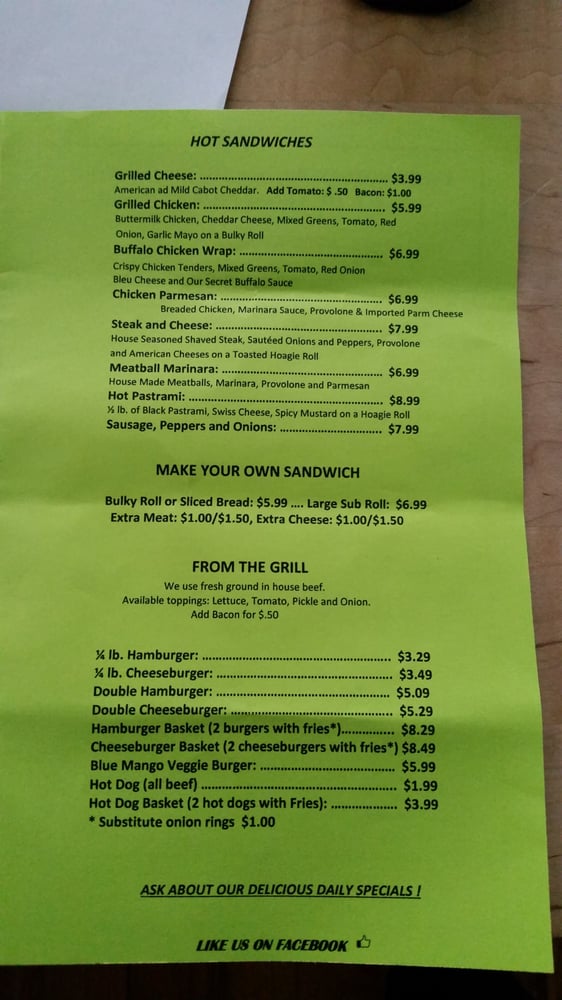 HOT SANDWICHES
Grilled Cheese: ........................................................ $3.99
American ad Mild Cabot Cheddar. Add Tomato: $ .50 Bacon: $1.00
Grilled Chicken: ...................................................... $5.99
Buttermilk Chicken, Cheddar Cheese, Mixed Greens, Tomato, Red
Onion, Garlic Mayo on a Bulky Roll
Buffalo Chicken Wrap: ........................................... $6.99
Crispy Chicken Tenders, Mixed Greens, Tomato, Red Onion
Bleu Cheese and Our Secret Buffalo Sauce
Chicken Parmesan: ................................................ $6.99
Breaded Chicken, Marinara Sauce, Provolone & Imported Parm Cheese
Steak and Cheese: .................................................. $7.99
House Seasoned Shaved Steak, Sautéed Onions and Peppers, Provolone
and American Cheeses on a Toasted Hoagie Roll
Meatball Marinara: ................................................ $6.99
House Made Meatballs, Marinara, Provolone and Parmesan
Hot Pastrami: .......................................................... $8.99
½ lb. of Black Pastrami, Swiss Cheese, Spicy Mustard on a Hoagie Roll
Sausage, Peppers and Onions: .............................. $7.99
MAKE YOUR OWN SANDWICH
Bulky Roll or Sliced Bread: $5.99 .... Large Sub Roll: $6.99
Extra Meat: $1.00/$1.50, Extra Cheese: $1.00/$1.50
FROM THE GRILL
We use fresh ground in house beef.
Available toppings: Lettuce, Tomato, Pickle and Onion.
Add Bacon for $.50
¼ lb. Hamburger: ........................................................ $3.29
¼ lb. Cheeseburger: .................................................... $3.49
Double Hamburger: .................................................... $5.09
Double Cheeseburger: ................................................ $5.29
Hamburger Basket (2 burgers with fries*)................ $8.29
Cheeseburger Basket (2 cheeseburgers with fries*) $8.49
Blue Mango Veggie Burger: ........................................ $5.99
Hot Dog (all beef) .......................................................... $1.99
Hot Dog Basket (2 hot dogs with Fries): .................... $3.99
* Substitute onion rings $1.00
ASK ABOUT OUR DELICIOUS DAILY SPECIALS !
LIKE US ON FACEBOOK